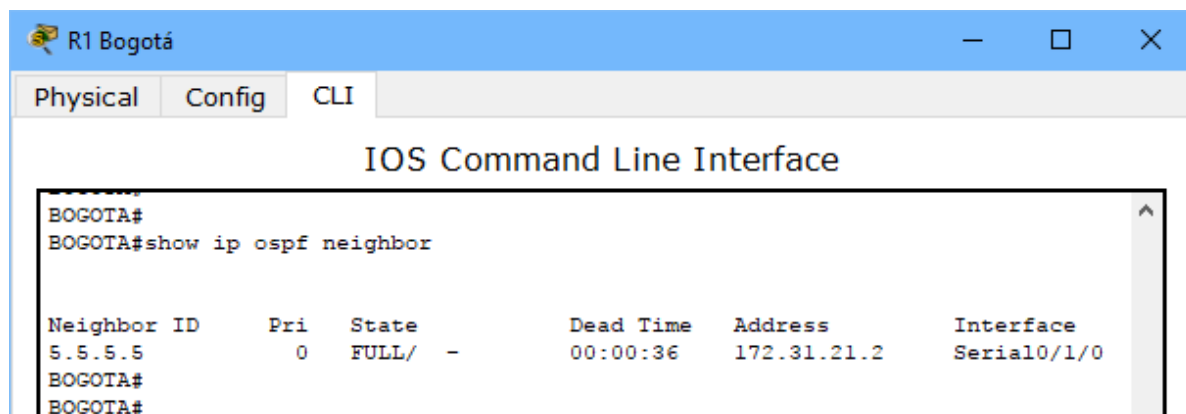 R1 Bogotá
Physical Config CLI
IOS Command Line Interface
BOGOTA#
BOGOTA#show ip ospf neighbor
Neighbor ID Pri State Dead Time Address Interface
5.5.5.5 0 FULL/ - 00:00:36 172.31.21.2 Serial0/1/0
BOGOTA#
BOGOTA#